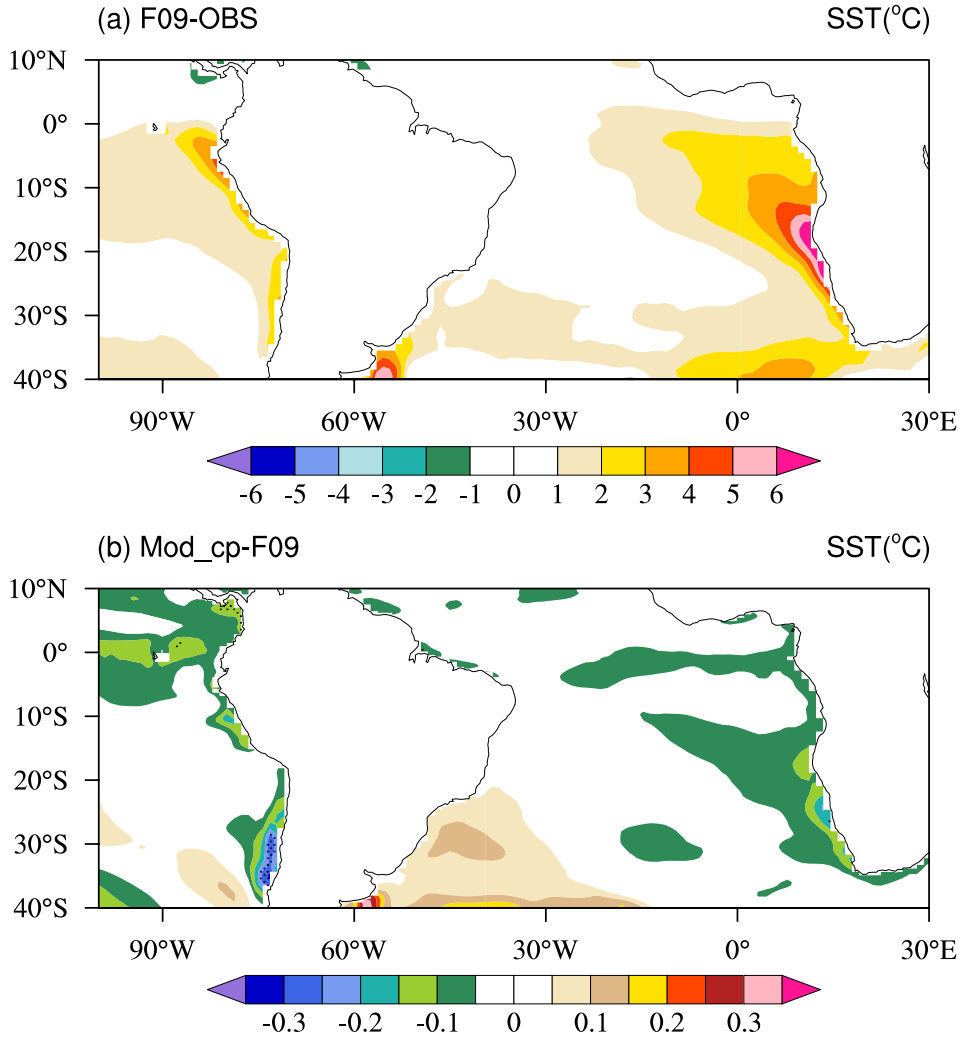 (a) F09-OBS SST(°C)
10°N
0°
10°S
20°S
30°S
40°S
90°W 60°W 30°W 0° 30°E
-6 -5 -4 -3 -2 -1 0 1 2 3 4 5 6
(b) Mod_cp-F09 SST(°C)
10°N
0°
10°S
20°S
30°S
40°S
90°W 60°W 30°W 0° 30°E
-0.3 -0.2 -0.1 0 0.1 0.2 0.3